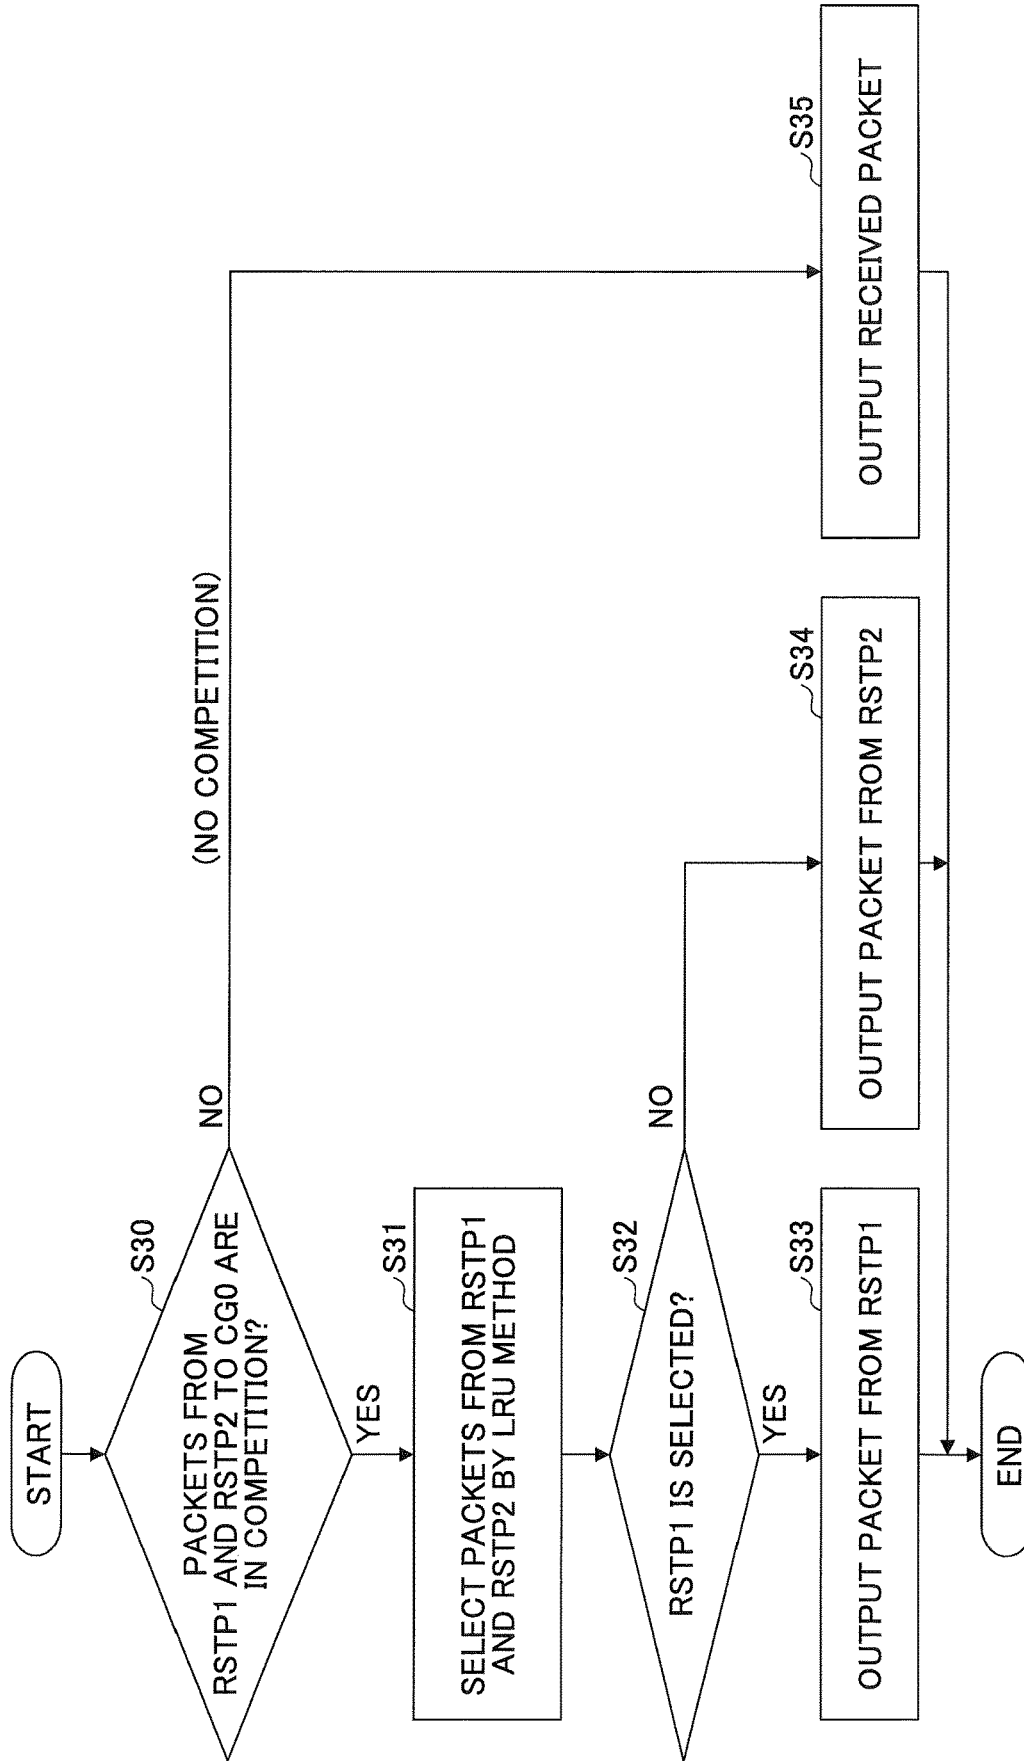 START
S30
PACKETS FROM
RSTP1 AND RSTP2 TO CG0 ARE
IN COMPETITION?
NO
(NO COMPETITION)
YES
S31
SELECT PACKETS FROM RSTP1
AND RSTP2 BY LRU METHOD
S32
RSTP1 IS SELECTED?
NO
YES
S33
OUTPUT PACKET FROM RSTP1
S34
OUTPUT PACKET FROM RSTP2
S35
OUTPUT RECEIVED PACKET
END